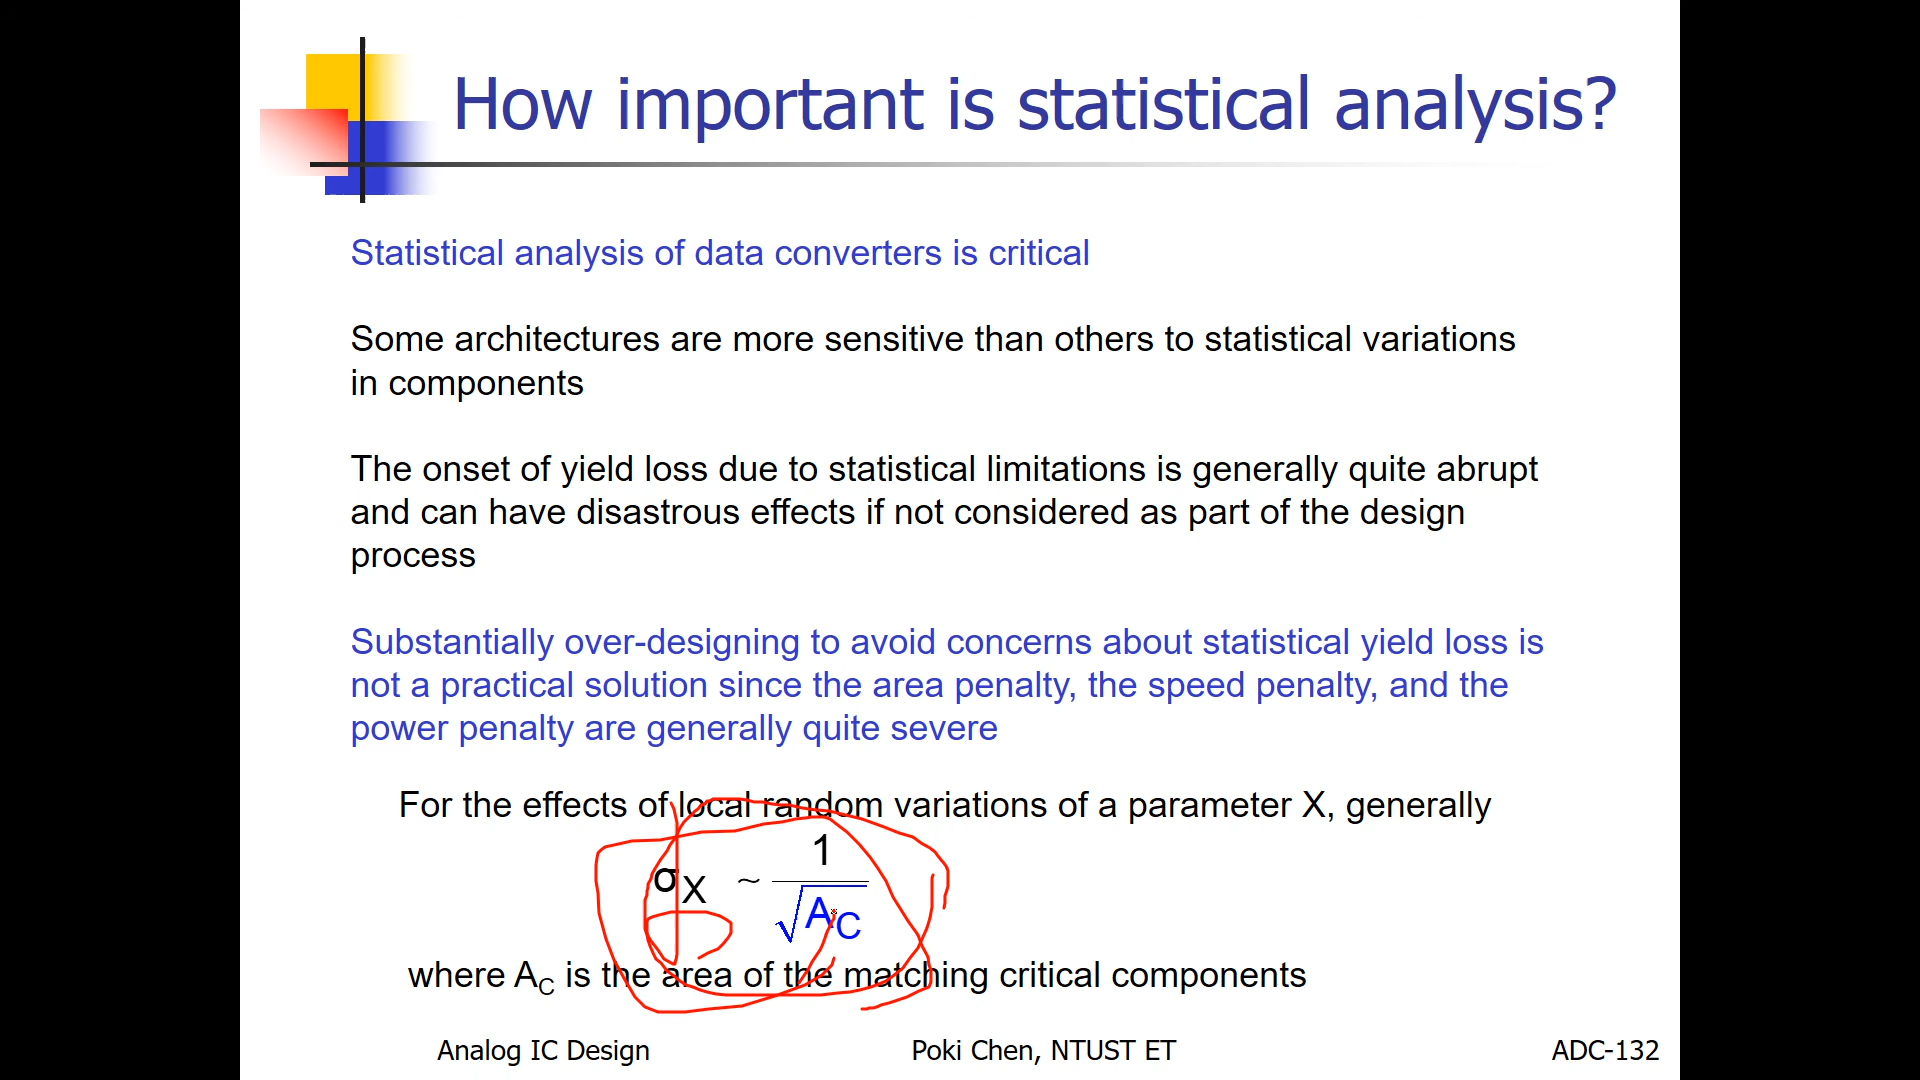 How important is statistical analysis?
Statistical analysis of data converters is critical
Some architectures are more sensitive than others to statistical variations
in components
The onset of yield loss due to statistical limitations is generally quite abrupt
and can have disastrous effects if not considered as part of the design
process
Substantially over-designing to avoid concerns about statistical yield loss is
not a practical solution since the area penalty, the speed penalty, and the
power penalty are generally quite severe
For the effects of local random variations of a parameter X, generally
σ_X ~ 1/√A_C
where A_C is the area of the matching critical components
Analog IC Design Poki Chen, NTUST ET ADC-132